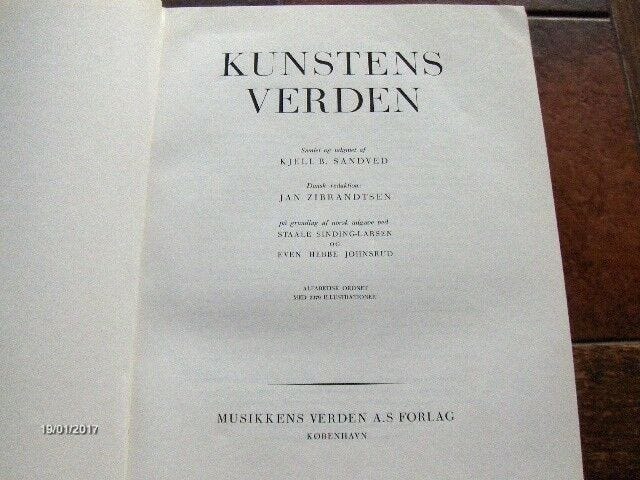 KUNSTENS
VERDEN
Samlet og udgivet af
KJELL B. SANDVED
Dansk redaktion:
JAN ZIBRANDTSEN
på grundlag af norsk udgave ved
STAALE SINDING-LARSEN
OG
EVEN HEBBE JOHNSRUD
ALFABETISK ORDNET
MED ILLUSTRATIONER
MUSIKKENS VERDEN A.S FORLAG
KØBENHAVN
19/01/2017